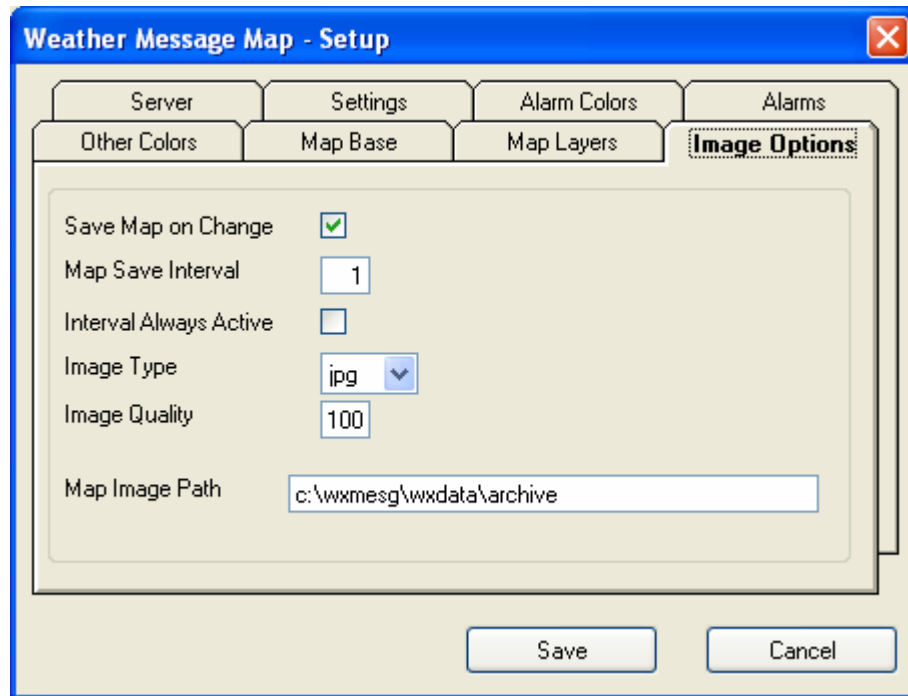 Weather Message Map - Setup
Server Settings Alarm Colors Alarms
Other Colors Map Base Map Layers Image Options
Save Map on Change
Map Save Interval 1
Interval Always Active
Image Type jpg
Image Quality 100
Map Image Path c:\wxmesg\wxdata\archive
Save Cancel